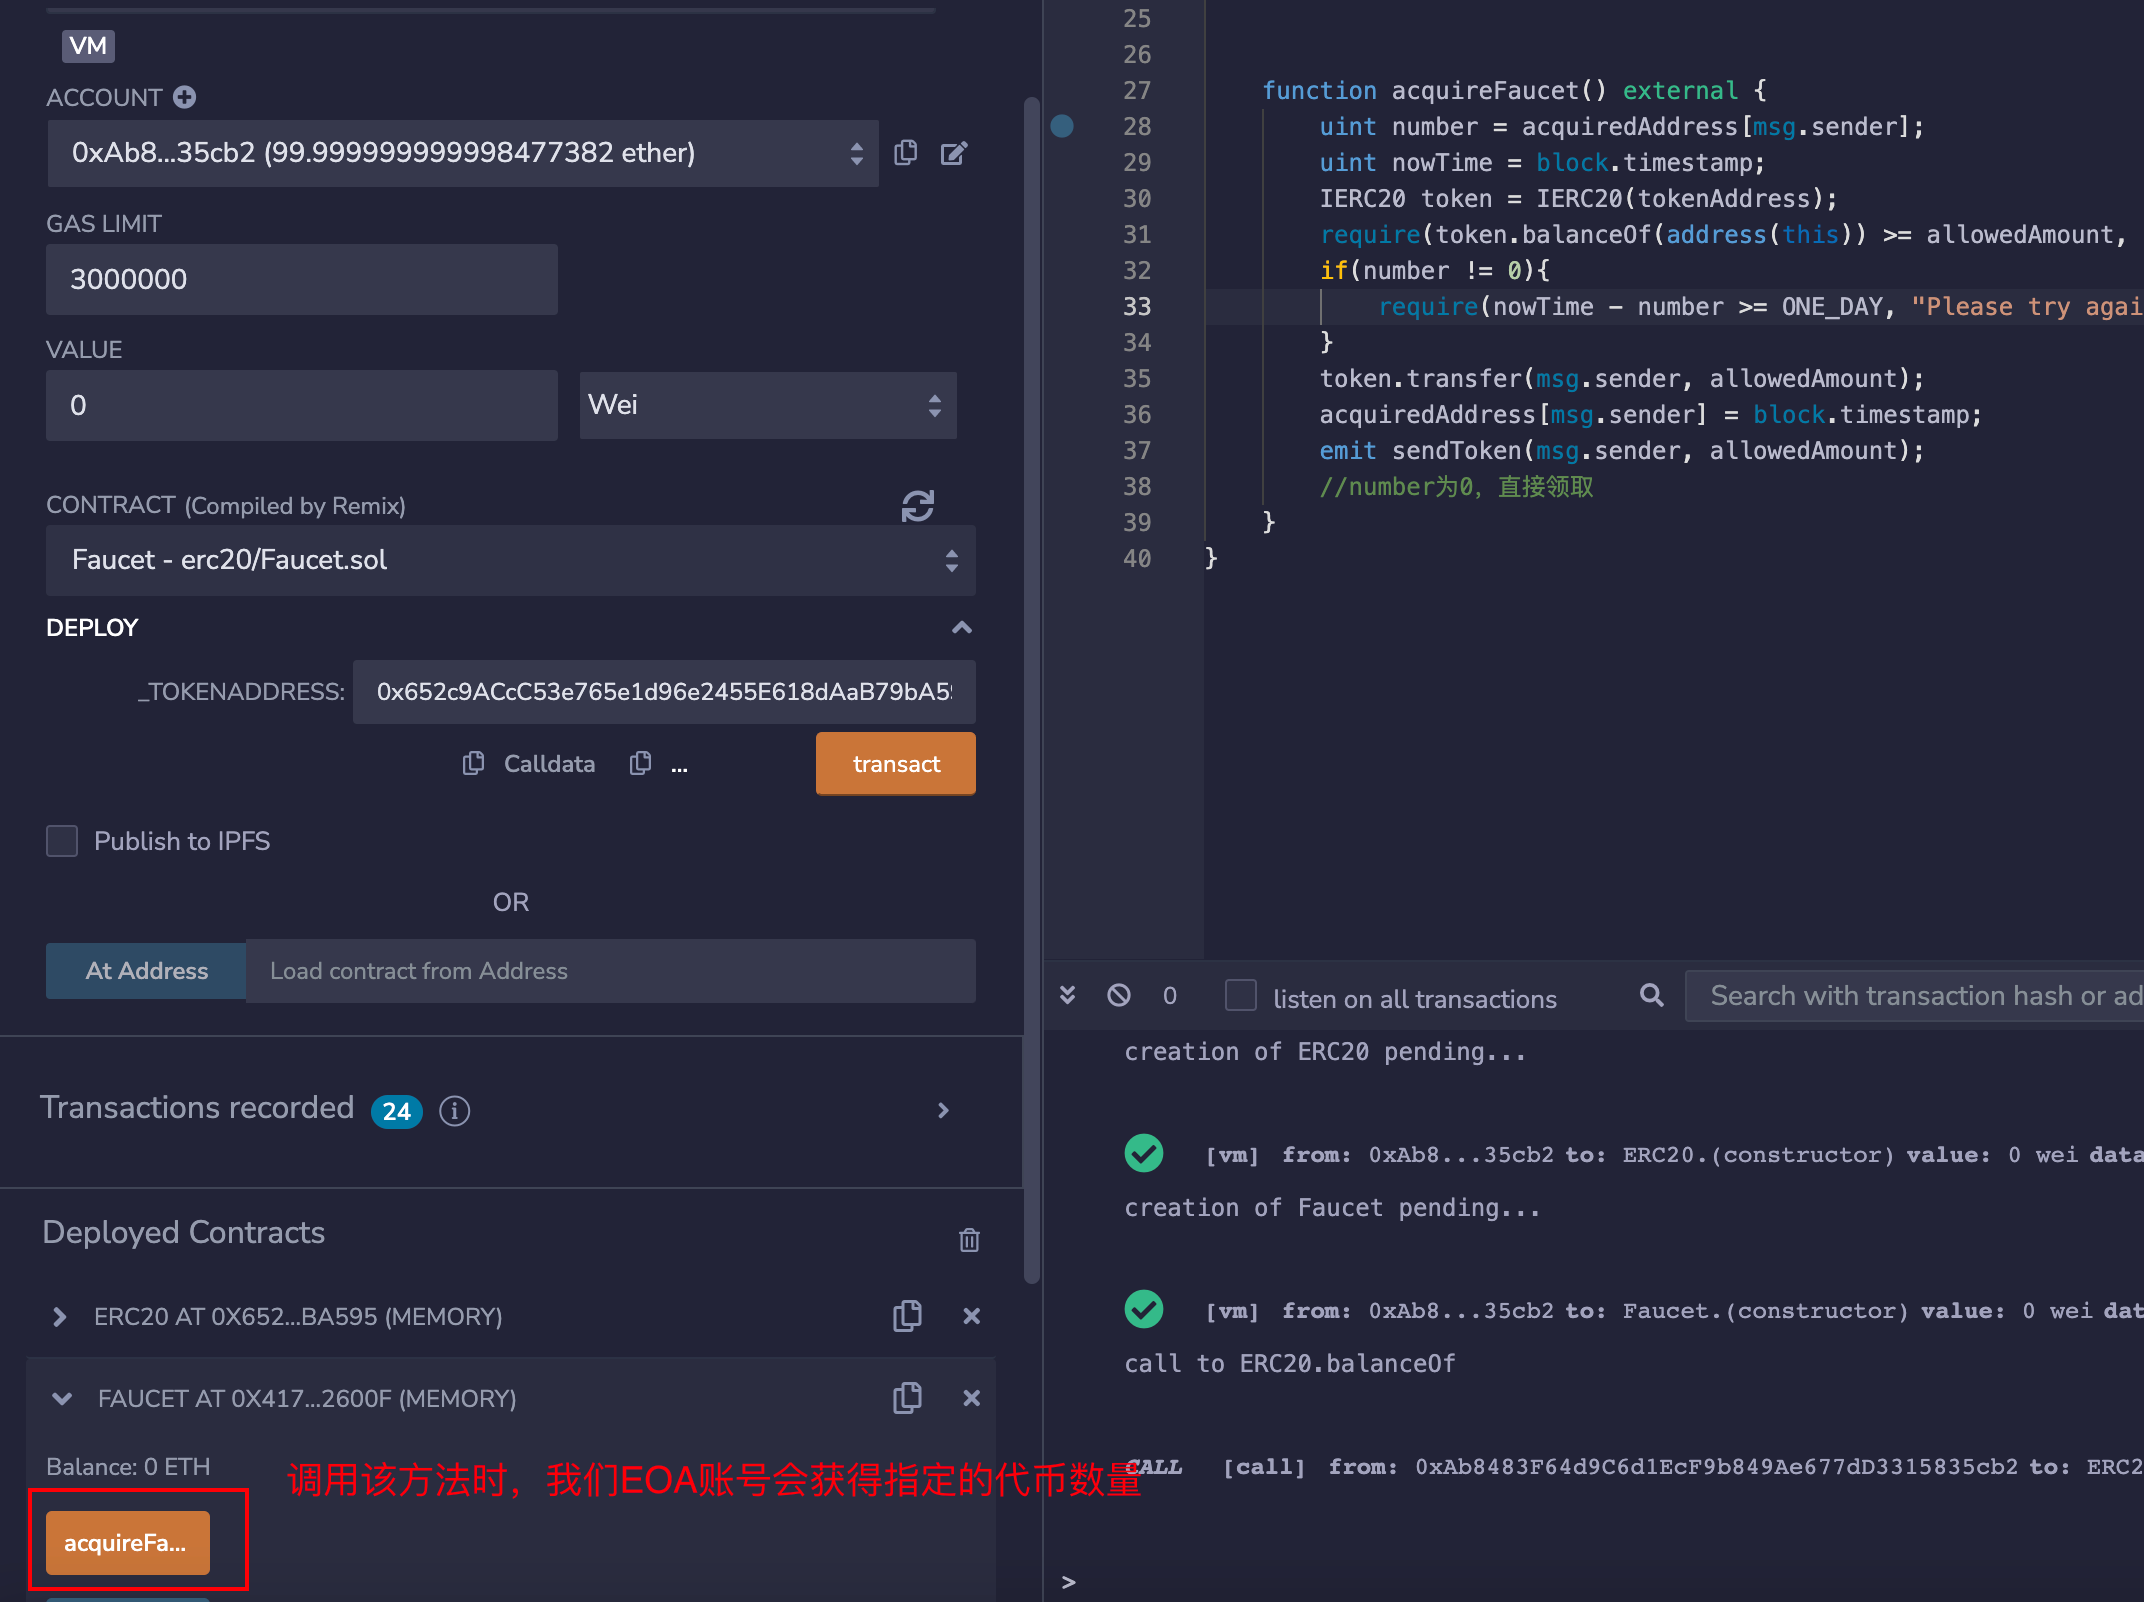 VM
ACCOUNT
0xAb8...35cb2 (99.999999999998477382 ether)
GAS LIMIT
3000000
VALUE
0
Wei
CONTRACT (Compiled by Remix)
Faucet - erc20/Faucet.sol
DEPLOY
_TOKENADDRESS: 0x652c9ACcC53e765e1d96e2455E618dAaB79bA59
Calldata ... transact
Publish to IPFS
OR
At Address Load contract from Address
Transactions recorded 24 i
Deployed Contracts
ERC20 AT 0X652...BA595 (MEMORY)
FAUCET AT 0X417...2600F (MEMORY)
Balance: 0 ETH
调用该方法时，我们EOA账号会获得指定的代币数量
acquireFa...
25
26
27 function acquireFaucet() external {
28 uint number = acquiredAddress[msg.sender];
29 uint nowTime = block.timestamp;
30 IERC20 token = IERC20(tokenAddress);
31 require(token.balanceOf(address(this)) >= allowedAmount,
32 if(number != 0){
33 require(nowTime - number >= ONE_DAY, "Please try agai
34 }
35 token.transfer(msg.sender, allowedAmount);
36 acquiredAddress[msg.sender] = block.timestamp;
37 emit sendToken(msg.sender, allowedAmount);
38 //number为0，直接领取
39 }
40 }
0 listen on all transactions Search with transaction hash or ad
creation of ERC20 pending...
[vm] from: 0xAb8...35cb2 to: ERC20.(constructor) value: 0 wei data
creation of Faucet pending...
[vm] from: 0xAb8...35cb2 to: Faucet.(constructor) value: 0 wei dat
call to ERC20.balanceOf
CALL [call] from: 0xAb8483F64d9C6d1EcF9b849Ae677dD3315835cb2 to: ERC2
>